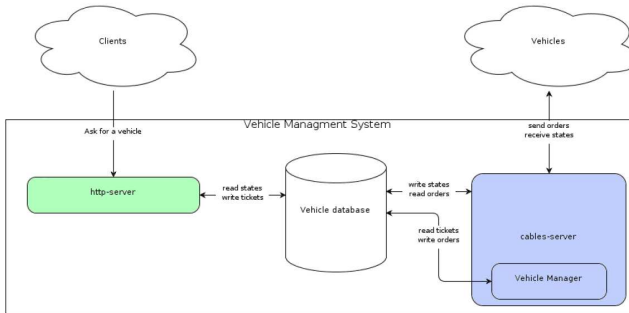 Clients
Vehicles
Ask for a vehicle
Vehicle Managment System
send orders
receive states
http-server
read states
write tickets
Vehicle database
write states
read orders
read tickets
write orders
cables-server
Vehicle Manager